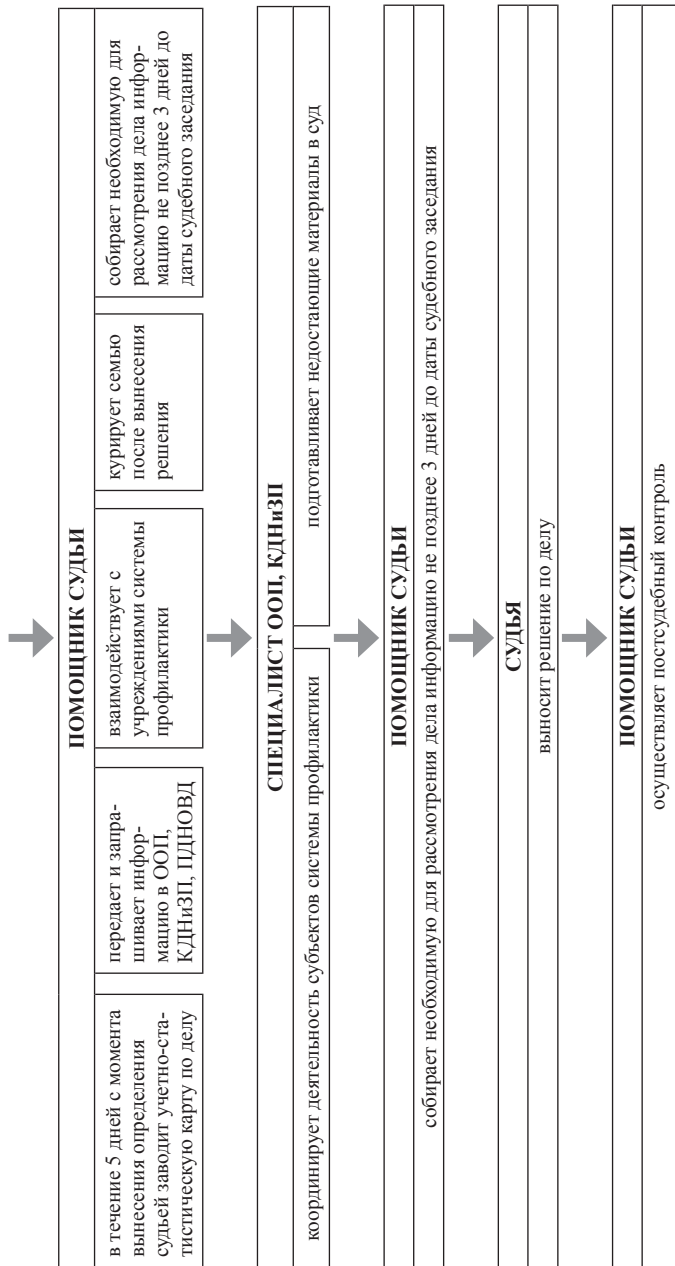 ПОМОЩНИК СУДЬИ
в течение 5 дней с момента
вынесения определения
судьей заводит учетно-ста-
тистическую карту по делу
передает и запра-
шивает инфор-
мацию в ООП,
КДНиЗП, ПДНОВД
взаимодействует с
учреждениями системы
профилактики
курирует семью
после вынесения
решения
собирает необходимую для
рассмотрения дела инфор-
мацию не позднее 3 дней до
даты судебного заседания
СПЕЦИАЛИСТ ООП, КДНиЗП
координирует деятельность субъектов системы профилактики
подготавливает недостающие материалы в суд
ПОМОЩНИК СУДЬИ
собирает необходимую для рассмотрения дела информацию не позднее 3 дней до даты судебного заседания
СУДЬЯ
выносит решение по делу
ПОМОЩНИК СУДЬИ
осуществляет постсудебный контроль